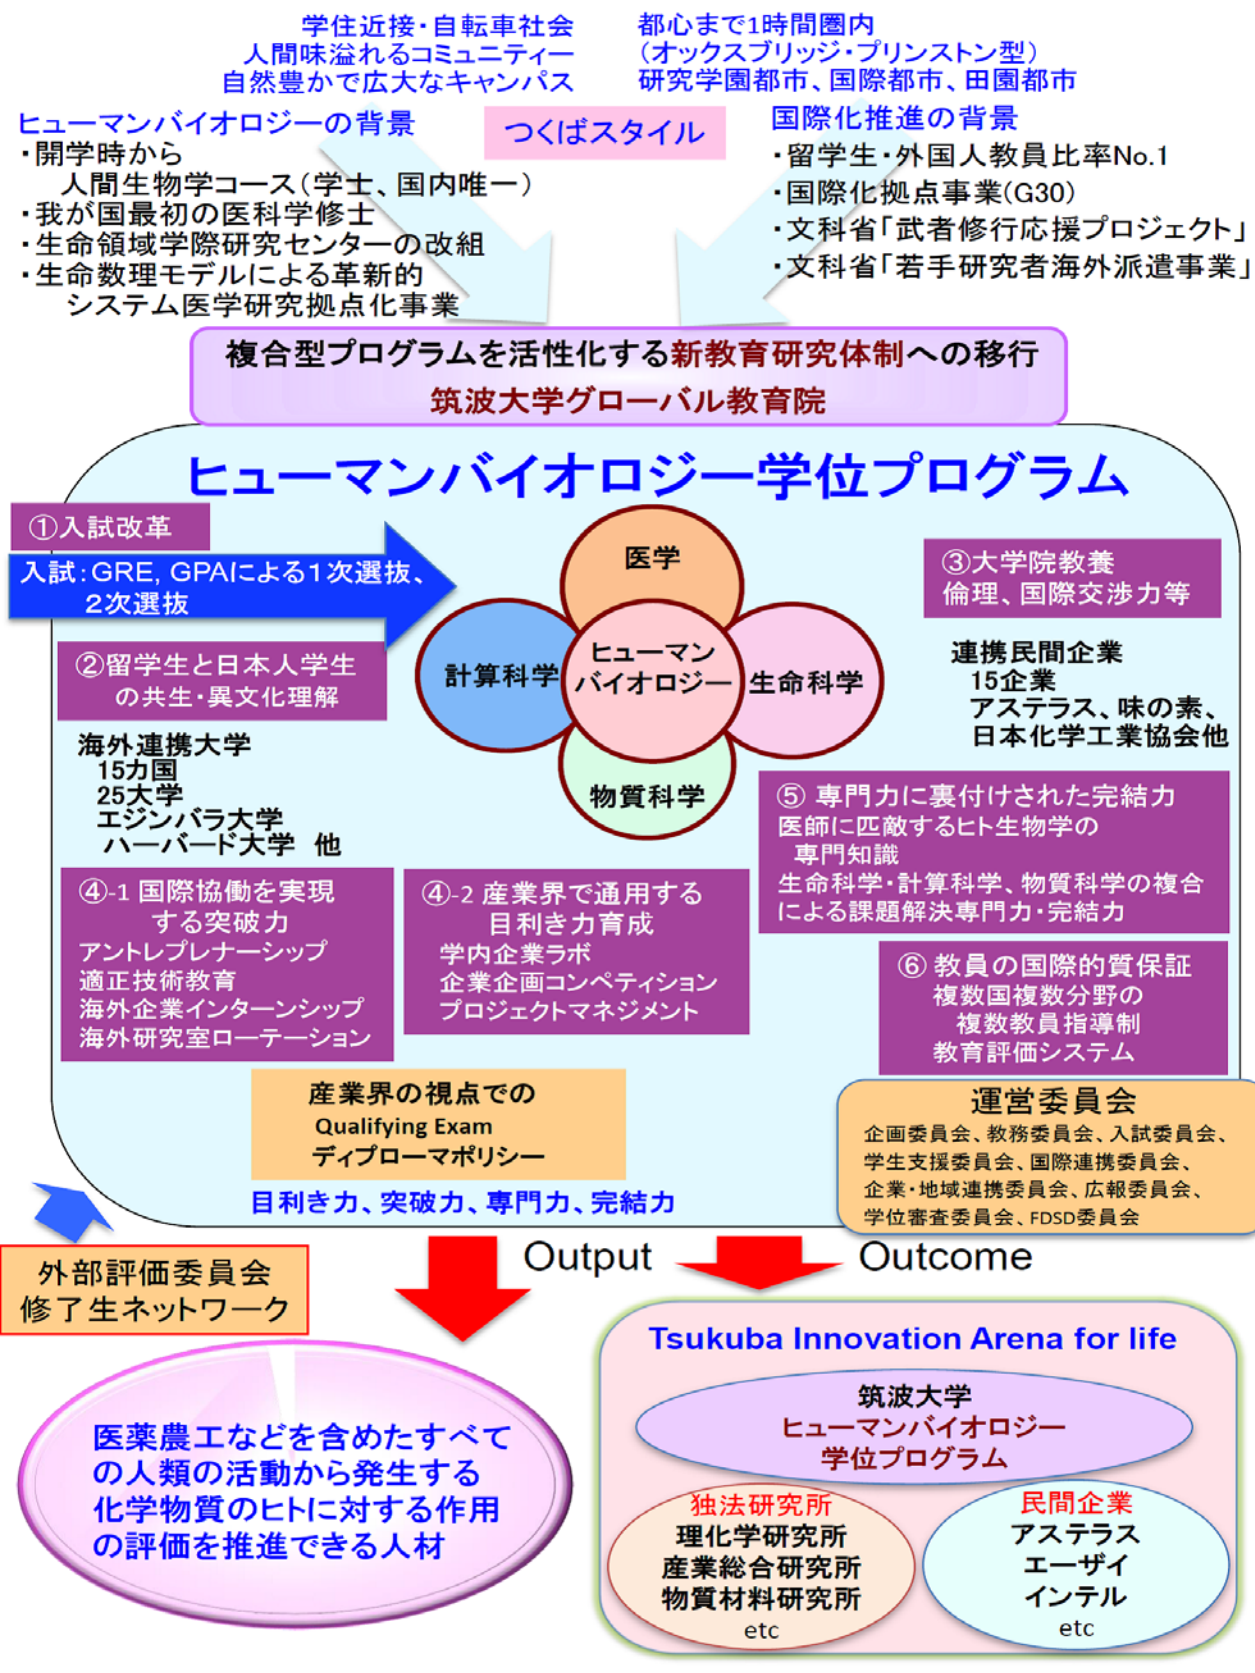 学住近接・自転車社会
人間味溢れるコミュニティー
自然豊かで広大なキャンパス
都心まで1時間圏内
（オックスブリッジ・プリンストン型）
研究学園都市、国際都市、田園都市
つくばスタイル
ヒューマンバイオロジーの背景
・開学時から
人間生物学コース（学士、国内唯一）
・我が国最初の医科学修士
・生命領域学際研究センターの改組
・生命数理モデルによる革新的
システム医学研究拠点化事業
国際化推進の背景
・留学生・外国人教員比率No.1
・国際化拠点事業(G30)
・文科省「武者修行応援プロジェクト」
・文科省「若手研究者海外派遣事業」
複合型プログラムを活性化する新教育研究体制への移行
筑波大学グローバル教育院
ヒューマンバイオロジー学位プログラム
①入試改革
入試：GRE, GPAによる１次選抜、
２次選抜
②留学生と日本人学生
の共生・異文化理解
海外連携大学
15カ国
25大学
エジンバラ大学
ハーバード大学　他
医学
計算科学
ヒューマン
バイオロジー
生命科学
物質科学
③大学院教養
倫理、国際交渉力等
連携民間企業
15企業
アステラス、味の素、
日本化学工業協会他
④-1 国際協働を実現
する突破力
アントレプレナーシップ
適正技術教育
海外企業インターンシップ
海外研究室ローテーション
④-2 産業界で通用する
目利き力育成
学内企業ラボ
企業企画コンペティション
プロジェクトマネジメント
⑤ 専門力に裏付けされた完結力
医師に匹敵するヒト生物学の
専門知識
生命科学・計算科学、物質科学の複合
による課題解決専門力・完結力
⑥ 教員の国際的質保証
複数国複数分野の
複数教員指導制
教育評価システム
産業界の視点での
Qualifying Exam
ディプローマポリシー
目利き力、突破力、専門力、完結力
運営委員会
企画委員会、教務委員会、入試委員会、
学生支援委員会、国際連携委員会、
企業・地域連携委員会、広報委員会、
学位審査委員会、FDSD委員会
外部評価委員会
修了生ネットワーク
Output
Outcome
医薬農工などを含めたすべて
の人類の活動から発生する
化学物質のヒトに対する作用
の評価を推進できる人材
Tsukuba Innovation Arena for life
筑波大学
ヒューマンバイオロジー
学位プログラム
独法研究所
理化学研究所
産業総合研究所
物質材料研究所
etc
民間企業
アステラス
エーザイ
インテル
etc